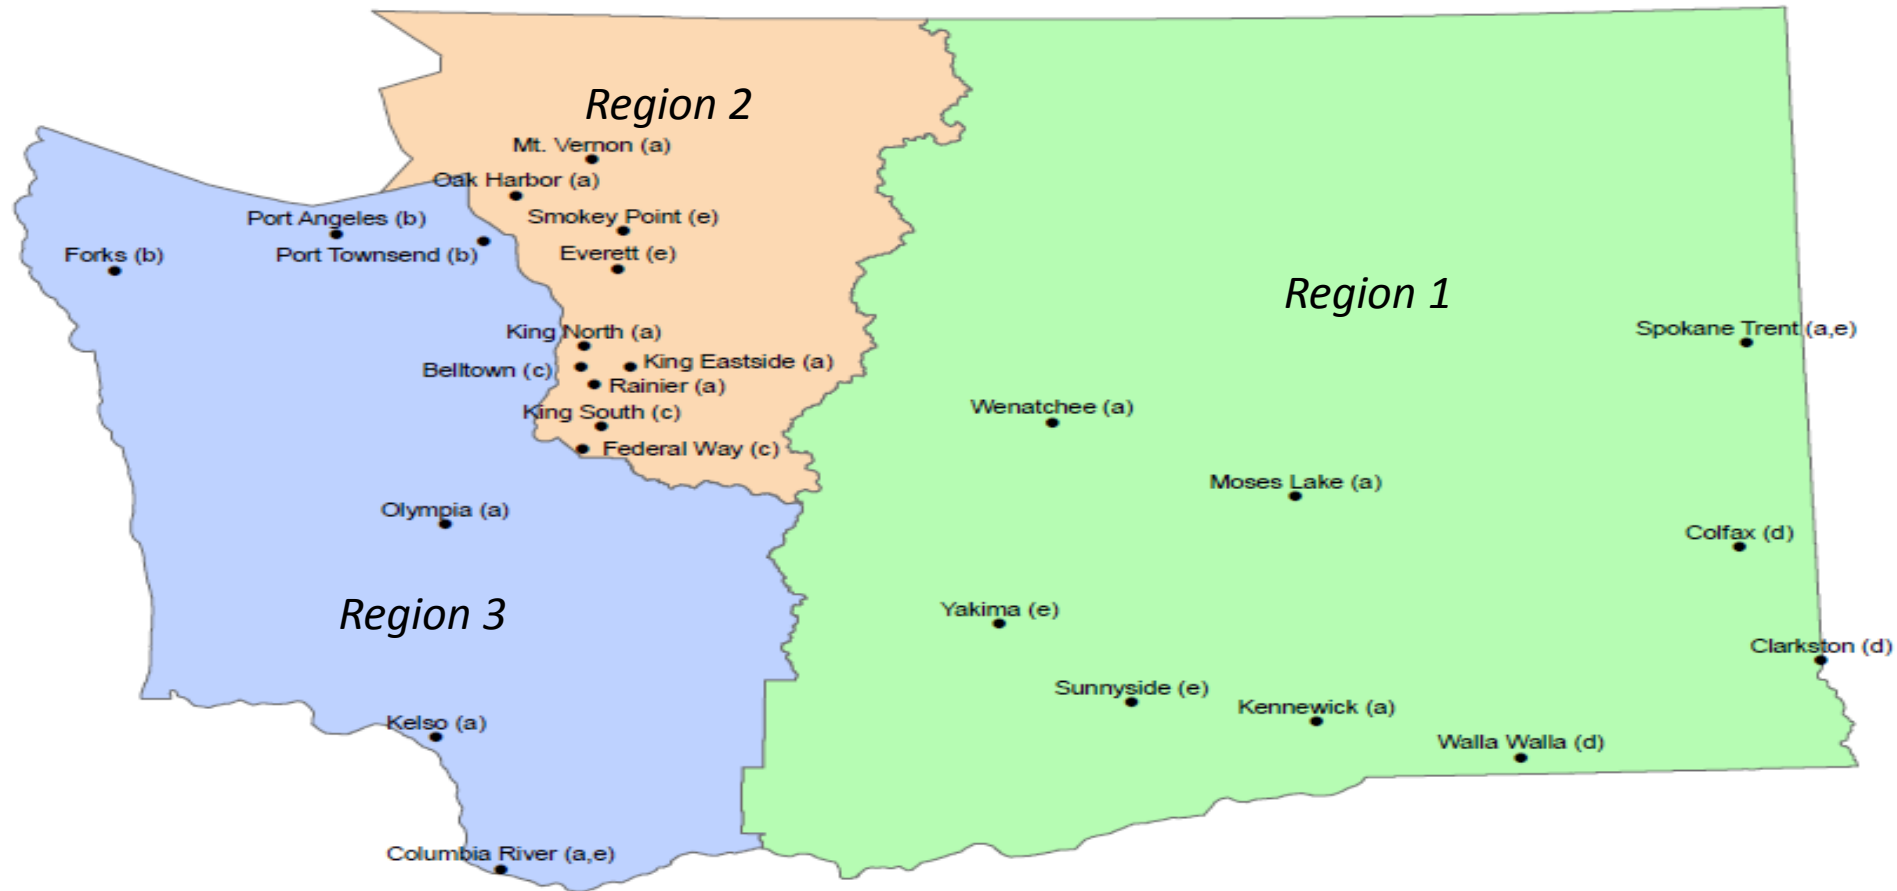 Region 2
Mt. Vernon (a)
Oak Harbor (a)
Smokey Point (e)
Port Angeles (b)
Port Townsend (b)
Forks (b)
Everett (e)
Region 1
King North (a)
Spokane Trent (a,e)
King Eastside (a)
Belltown (c)
Rainier (a)
King South (c)
Wenatchee (a)
Federal Way (c)
Moses Lake (a)
Olympia (a)
Colfax (d)
Region 3
Yakima (e)
Clarkston (d)
Sunnyside (e)
Kennewick (a)
Kelso (a)
Walla Walla (d)
Columbia River (a,e)